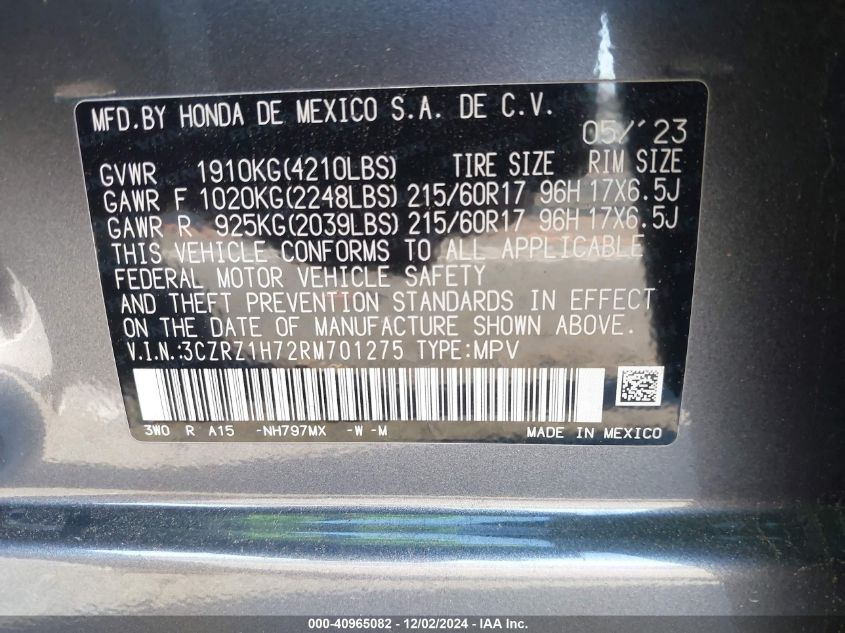 MFD.BY HONDA DE MEXICO S.A. DE C.V.
05/'23
GVWR 1910KG(4210LBS) TIRE SIZE RIM SIZE
GAWR F 1020KG(2248LBS) 215/60R17 96H 17X6.5J
GAWR R 925KG(2039LBS) 215/60R17 96H 17X6.5J
THIS VEHICLE CONFORMS TO ALL APPLICABLE
FEDERAL MOTOR VEHICLE SAFETY
AND THEFT PREVENTION STANDARDS IN EFFECT
ON THE DATE OF MANUFACTURE SHOWN ABOVE.
V.I.N.:3CZRZ1H72RM701275 TYPE:MPV
3W0 R A15 -NH797MX -W -M MADE IN MEXICO
000-40965082 - 12/02/2024 - IAA Inc.